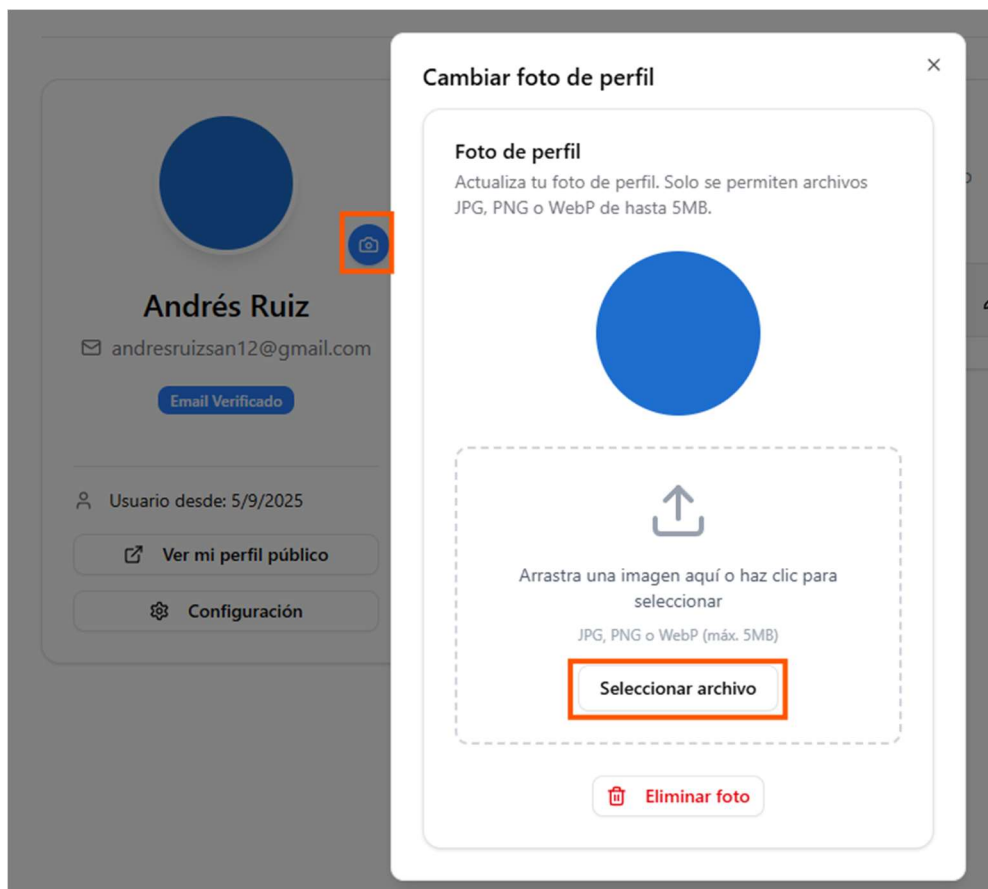 Andrés Ruiz
andresruizsan12@gmail.com
Email Verificado
Usuario desde: 5/9/2025
Ver mi perfil público
Configuración
Cambiar foto de perfil
Foto de perfil
Actualiza tu foto de perfil. Solo se permiten archivos
JPG, PNG o WebP de hasta 5MB.
Arrastra una imagen aquí o haz clic para
seleccionar
JPG, PNG o WebP (máx. 5MB)
Seleccionar archivo
Eliminar foto